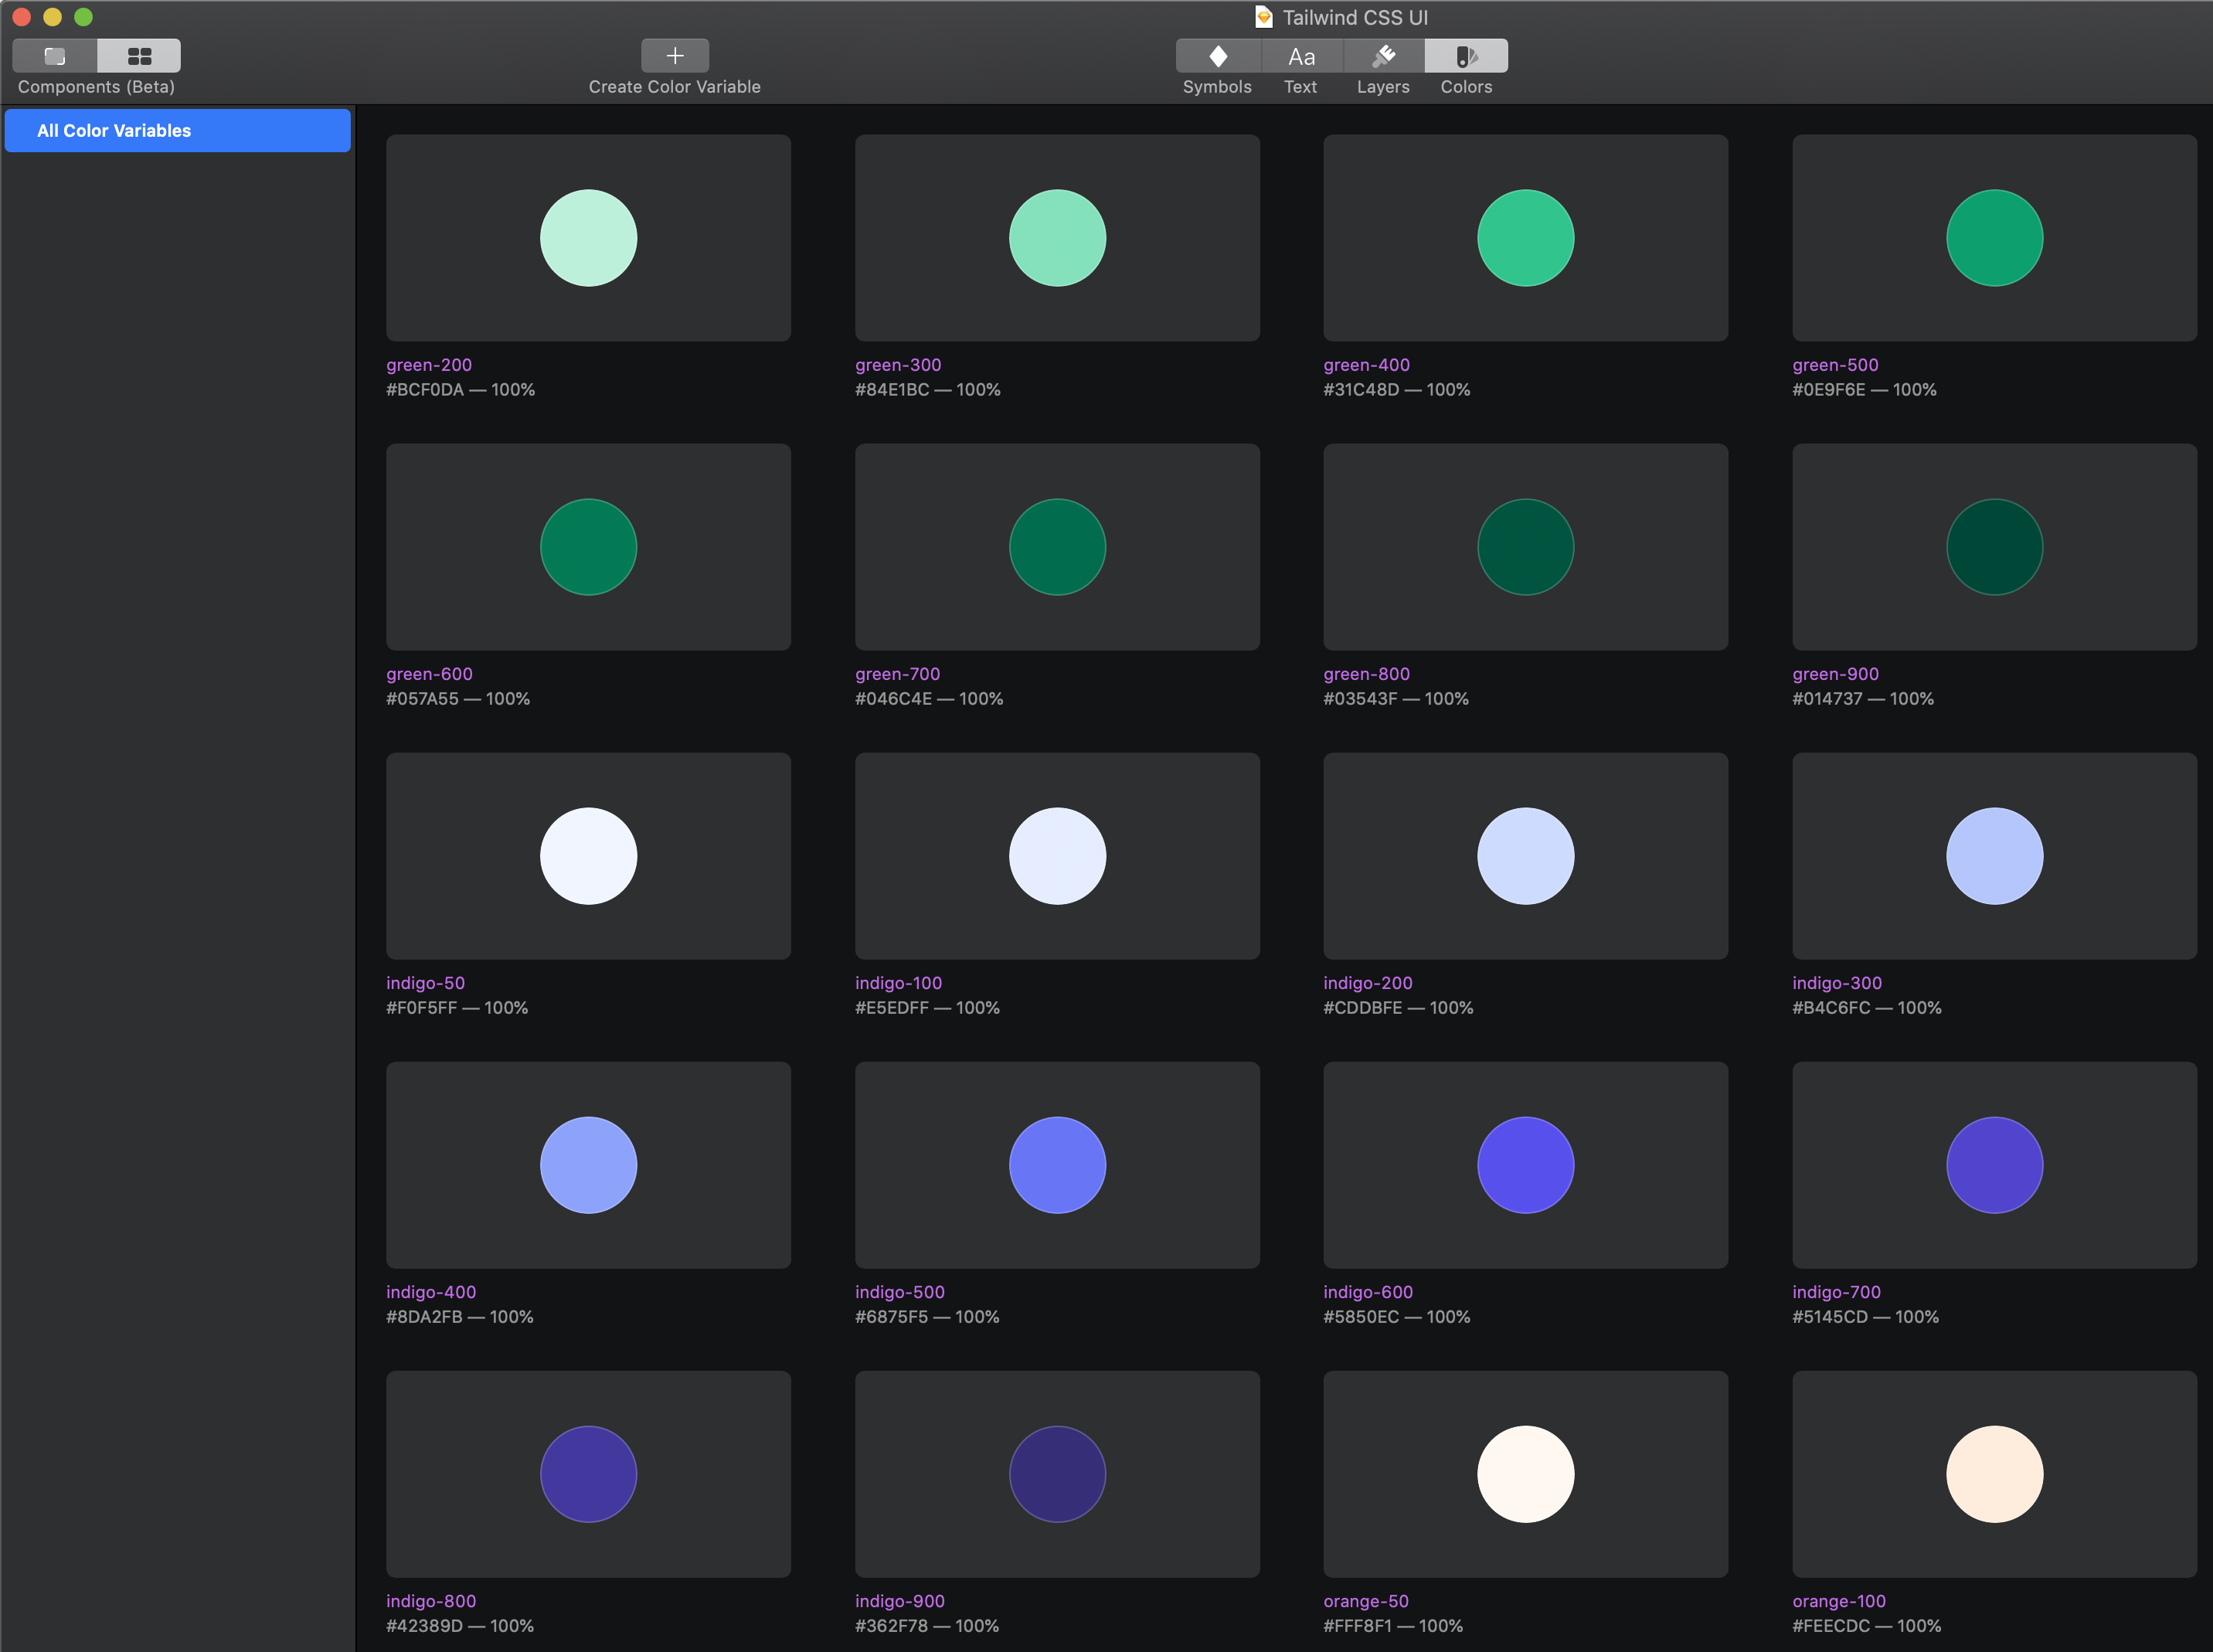 Tailwind CSS UI
Aa
Components (Beta)
Create Color Variable
Symbols
Text
Layers
Colors
All Color Variables
green-200
#BCF0DA — 100%
green-300
#84E1BC — 100%
green-400
#31C48D — 100%
green-500
#0E9F6E — 100%
green-600
#057A55 — 100%
green-700
#046C4E — 100%
green-800
#03543F — 100%
green-900
#014737 — 100%
indigo-50
#F0F5FF — 100%
indigo-100
#E5EDFF — 100%
indigo-200
#CDDBFE — 100%
indigo-300
#B4C6FC — 100%
indigo-400
#8DA2FB — 100%
indigo-500
#6875F5 — 100%
indigo-600
#5850EC — 100%
indigo-700
#5145CD — 100%
indigo-800
#42389D — 100%
indigo-900
#362F78 — 100%
orange-50
#FFF8F1 — 100%
orange-100
#FEECDC — 100%